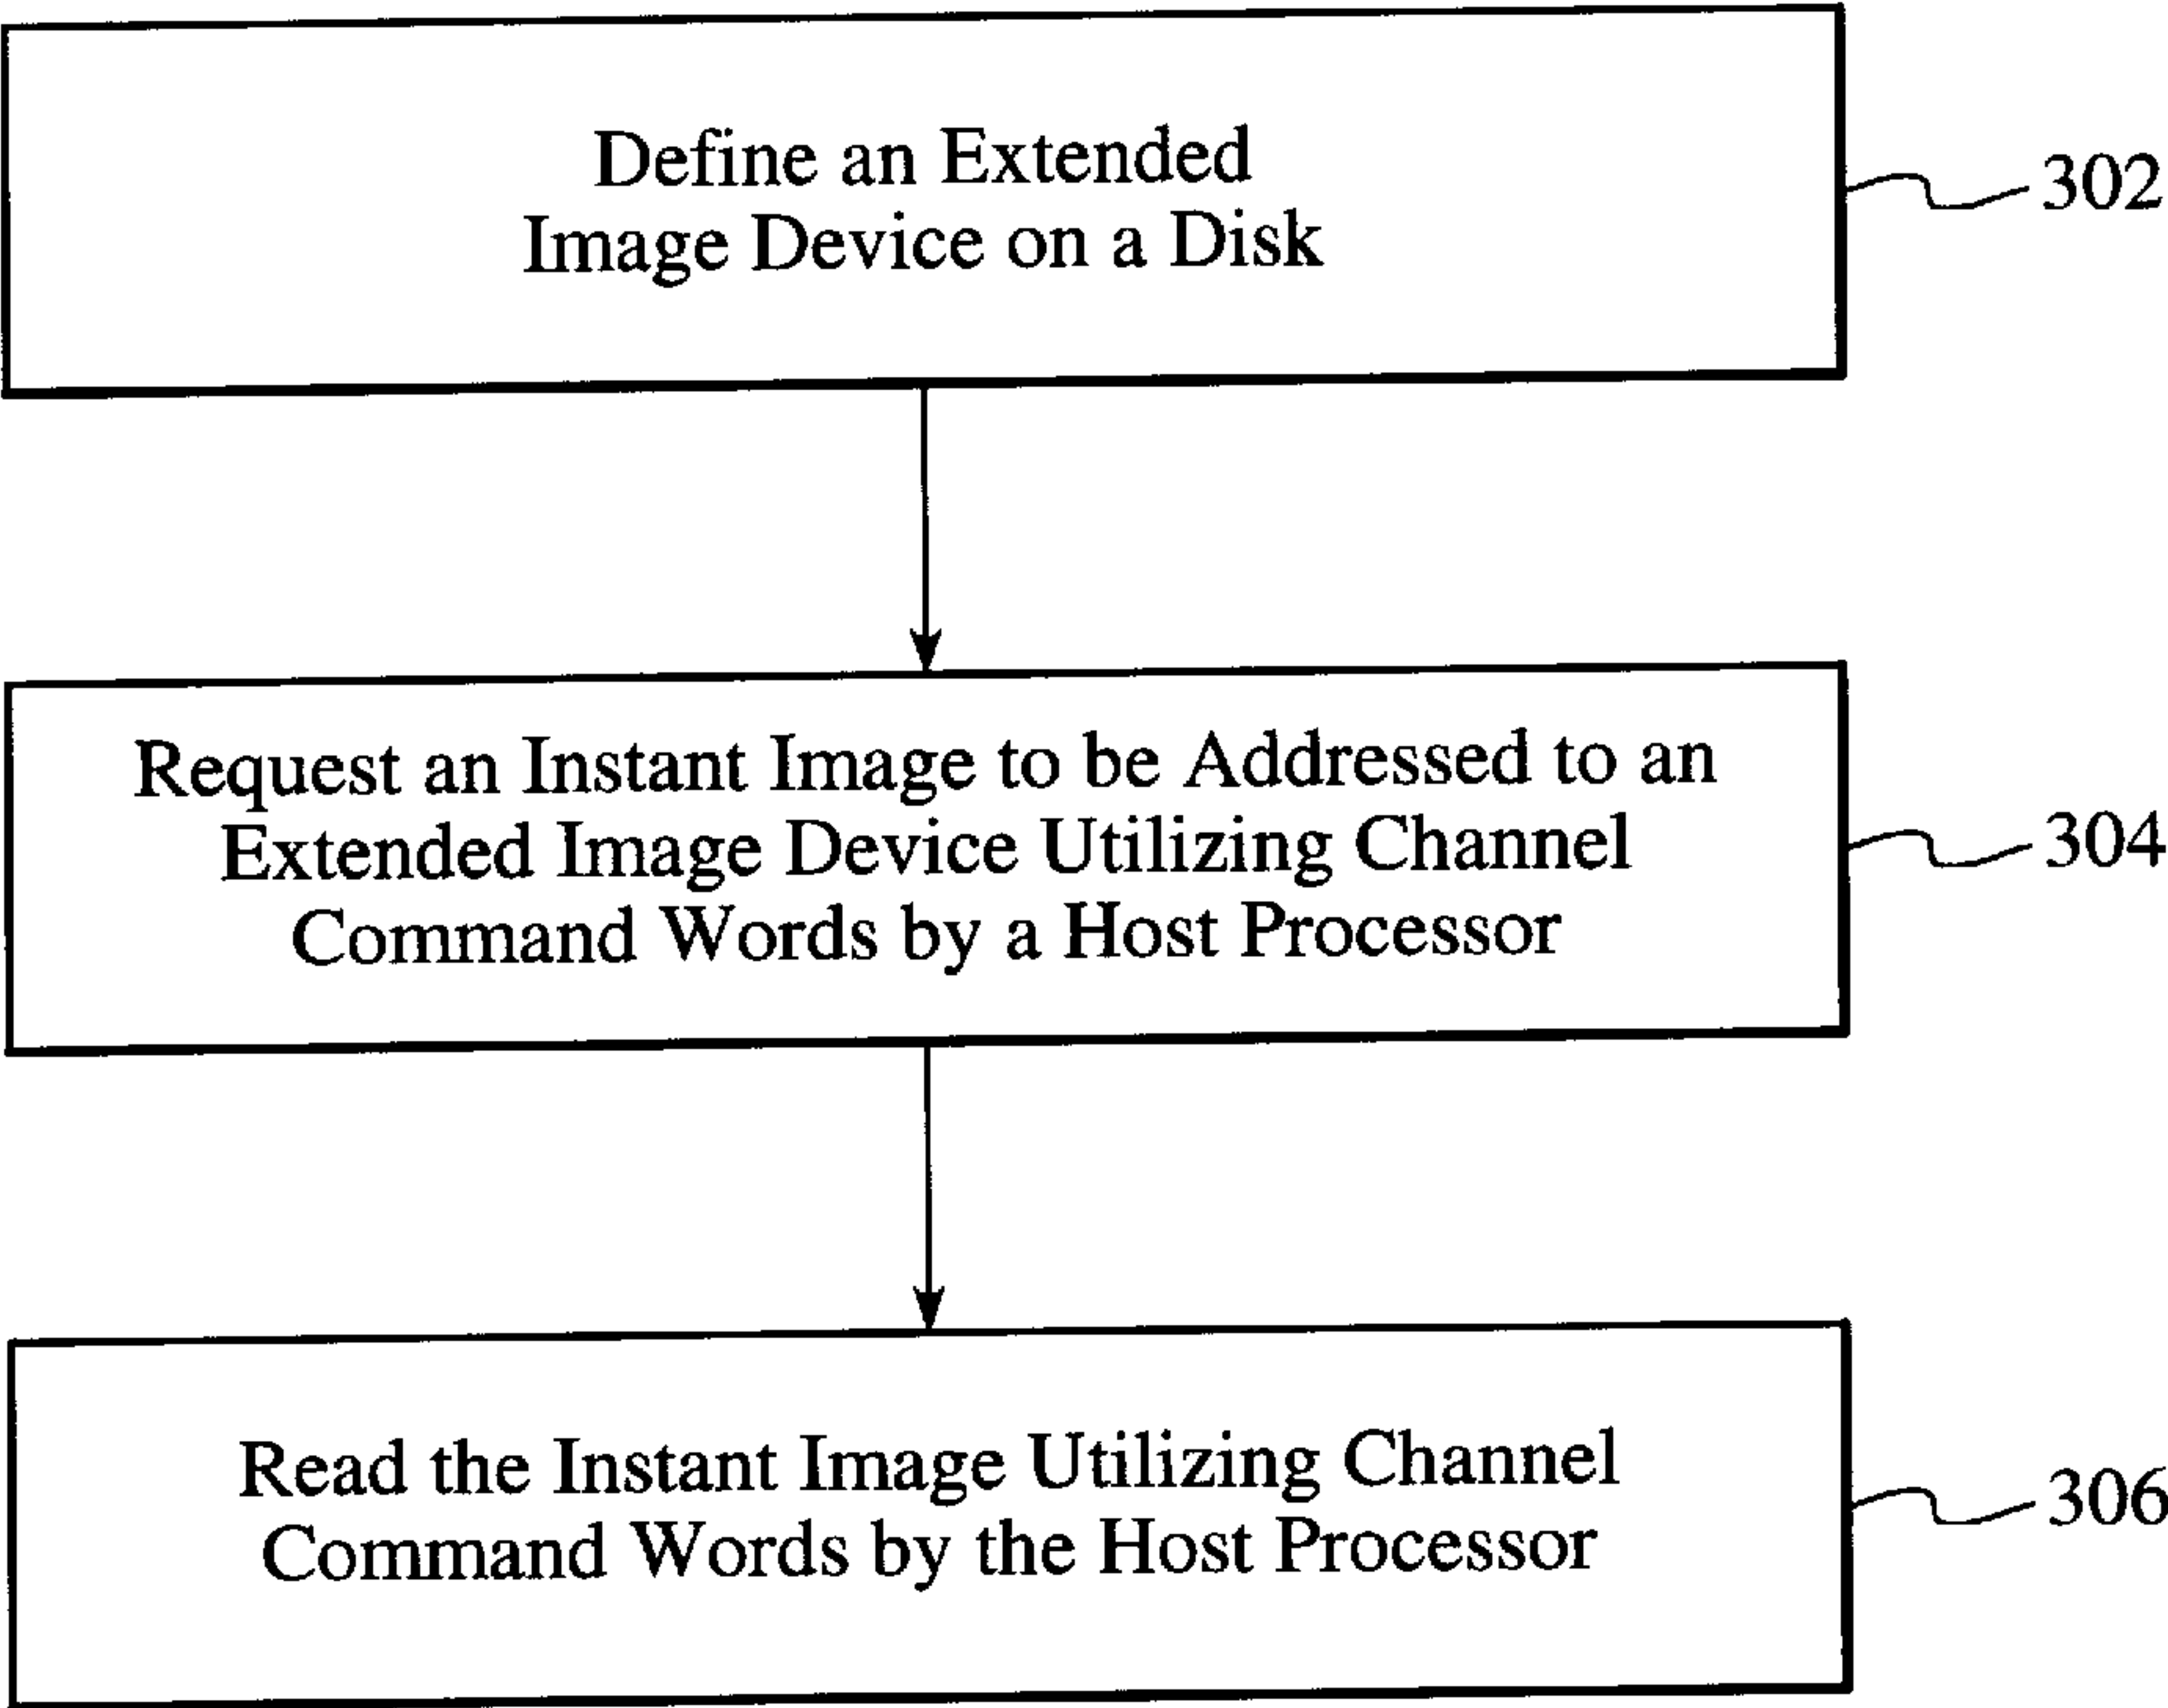 Define an Extended
Image Device on a Disk
302
Request an Instant Image to be Addressed to an
Extended Image Device Utilizing Channel
Command Words by a Host Processor
304
Read the Instant Image Utilizing Channel
Command Words by the Host Processor
306